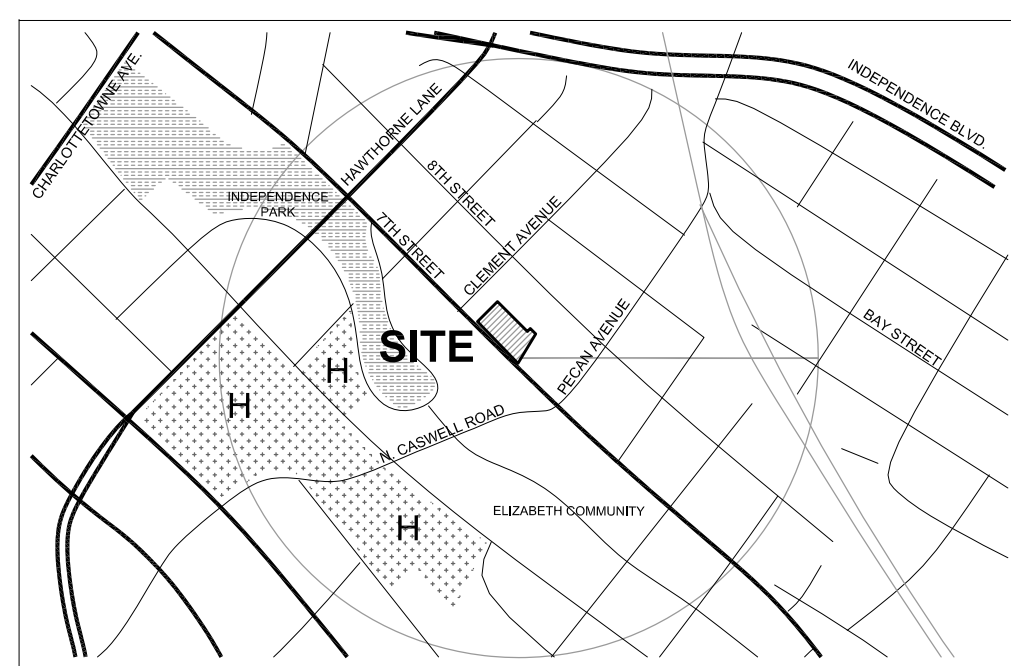 CHARLOTTETOWNE AVE.
INDEPENDENCE BLVD.
HAWTHORNE LANE
8TH STREET
INDEPENDENCE
PARK
7TH STREET
CLEMENT AVENUE
SITE
PECAN AVENUE
BAY STREET
H
H
N. CASWELL ROAD
ELIZABETH COMMUNITY
H